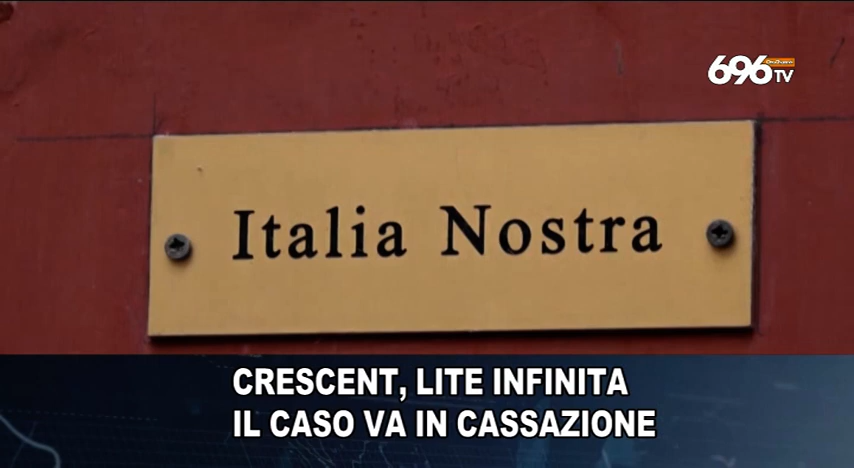 696 TV
Italia Nostra
CRESCENT, LITE INFINITA
IL CASO VA IN CASSAZIONE